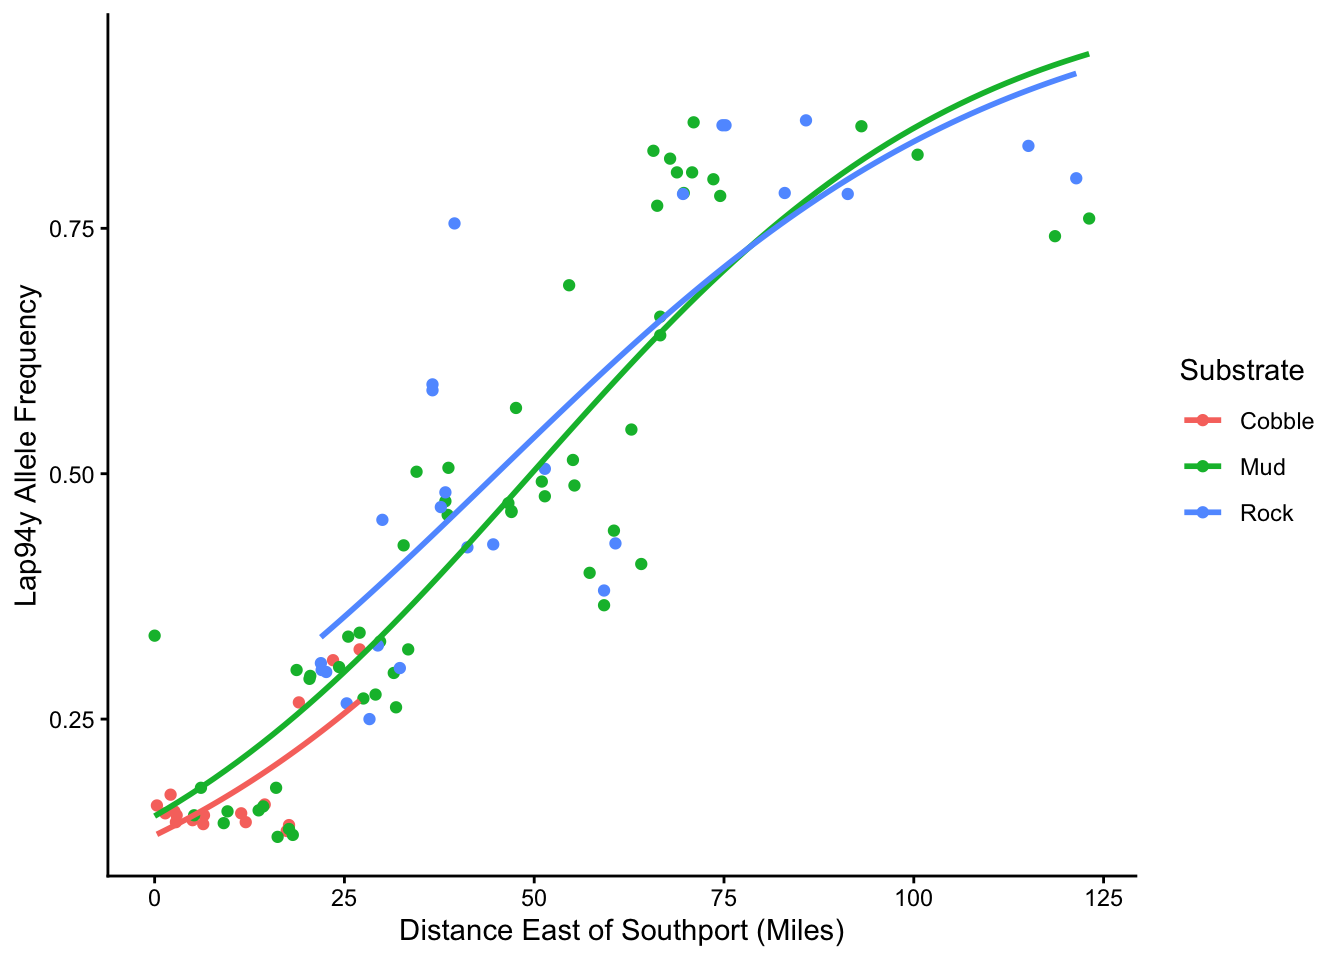 Lap94y Allele Frequency
0.75
0.50
0.25
0 25 50 75 100 125
Distance East of Southport (Miles)
Substrate
Cobble
Mud
Rock